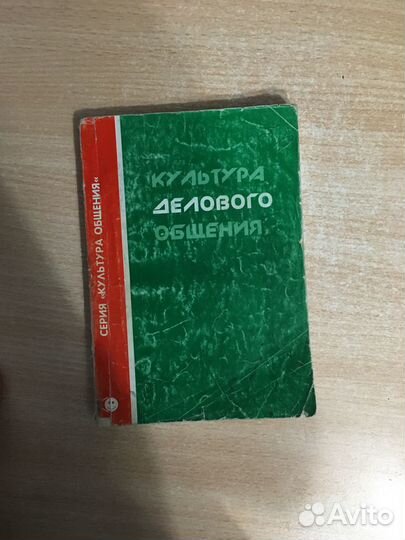 СЕРИЯ «КУЛЬТУРА ОБЩЕНИЯ«
КУЛЬТУРА
ДЕЛОВОГО
ОБЩЕНИЯ
Avito